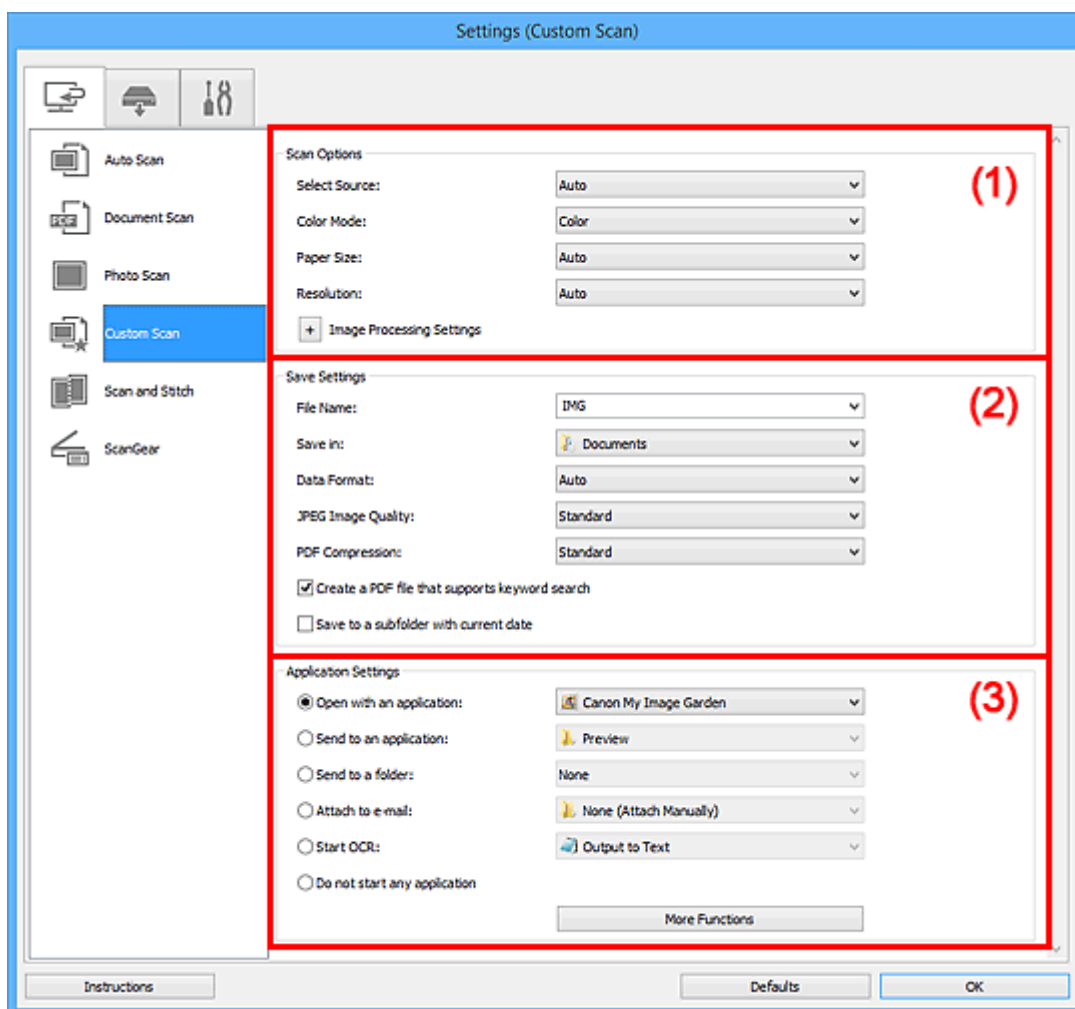 Settings (Custom Scan)
Auto Scan
Document Scan
Photo Scan
Custom Scan
Scan and Stitch
ScanGear
PDF
Scan Options
(1)
Select Source: Auto
Color Mode: Color
Paper Size: Auto
Resolution: Auto
+ Image Processing Settings
Save Settings
(2)
File Name: IMG
Save in: Documents
Data Format: Auto
JPEG Image Quality: Standard
PDF Compression: Standard
Create a PDF file that supports keyword search
Save to a subfolder with current date
Application Settings
(3)
Open with an application: Canon My Image Garden
Send to an application: Preview
Send to a folder: None
Attach to e-mail: None (Attach Manually)
Start OCR: Output to Text
Do not start any application
More Functions
Instructions Defaults OK